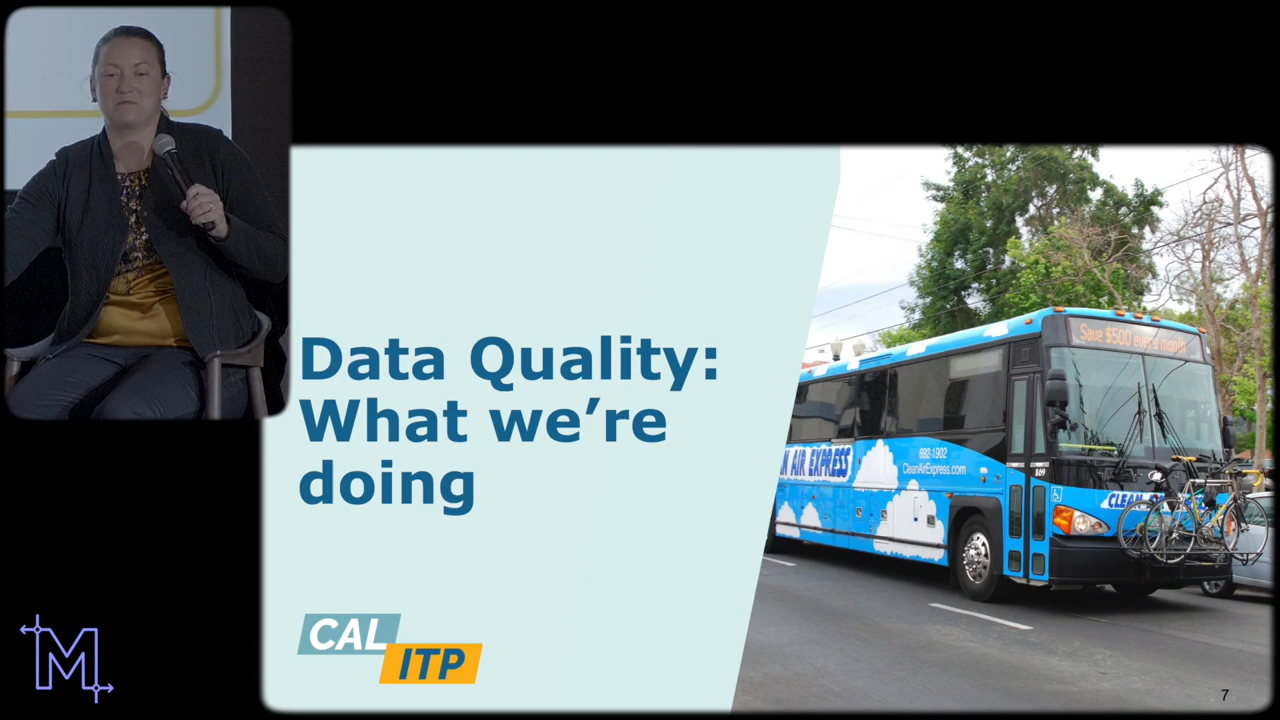 Data Quality:
What we're
doing
CAL
ITP
Save $500 every month
N AIR EXPRESS
692-1902
CleanAirExpress.com
869
CLEAN
M
7